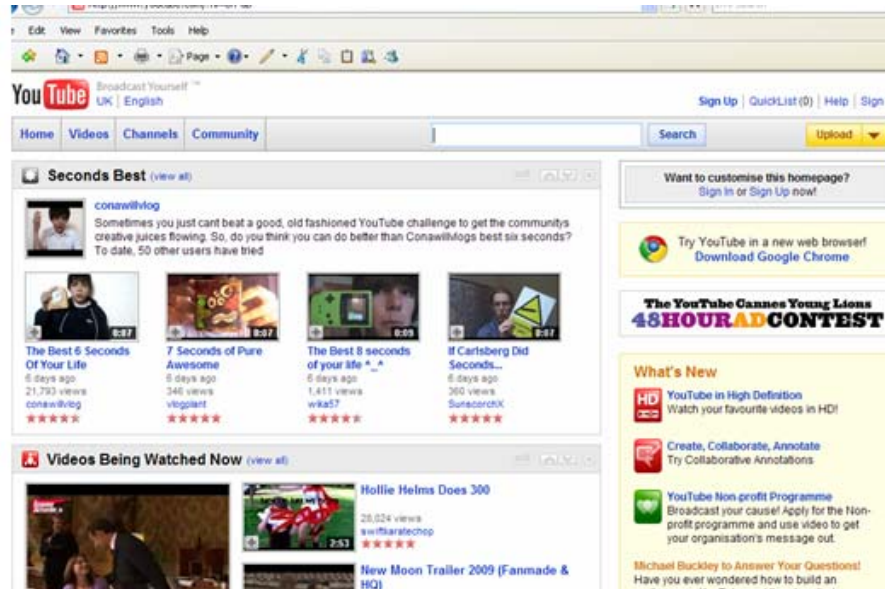 Edit View Favorites Tools Help
Page
You Tube
Broadcast Yourself ™
UK | English
Sign Up | QuickList (0) | Help | Sign
Home Videos Channels Community
Search
Upload
Seconds Best (view all)
conawillvlog
Sometimes you just cant beat a good, old fashioned YouTube challenge to get the communitys
creative juices flowing. So, do you think you can do better than Conawillvlogs best six seconds?
To date, 50 other users have tried
0:07
0:07
0:09
0:07
The Best 6 Seconds
Of Your Life
6 days ago
21,793 views
conawillvlog
7 Seconds of Pure
Awesome
6 days ago
346 views
vlogplant
The Best 8 seconds
of your life ^_^
6 days ago
1,411 views
wika57
If Carlsberg Did
Seconds...
6 days ago
360 views
SunscorchX
Videos Being Watched Now (view all)
2:53
Hollie Helms Does 300
28,024 views
swiftkaratechop
New Moon Trailer 2009 (Fanmade &
HQ)
Want to customise this homepage?
Sign In or Sign Up now!
Try YouTube in a new web browser!
Download Google Chrome
The YouTube Cannes Young Lions
48HOURADCONTEST
What's New
HD
YouTube in High Definition
Watch your favourite videos in HD!
Create, Collaborate, Annotate
Try Collaborative Annotations
YouTube Non-profit Programme
Broadcast your cause! Apply for the Non-
profit programme and use video to get
your organisation's message out.
Michael Buckley to Answer Your Questions!
Have you ever wondered how to build an